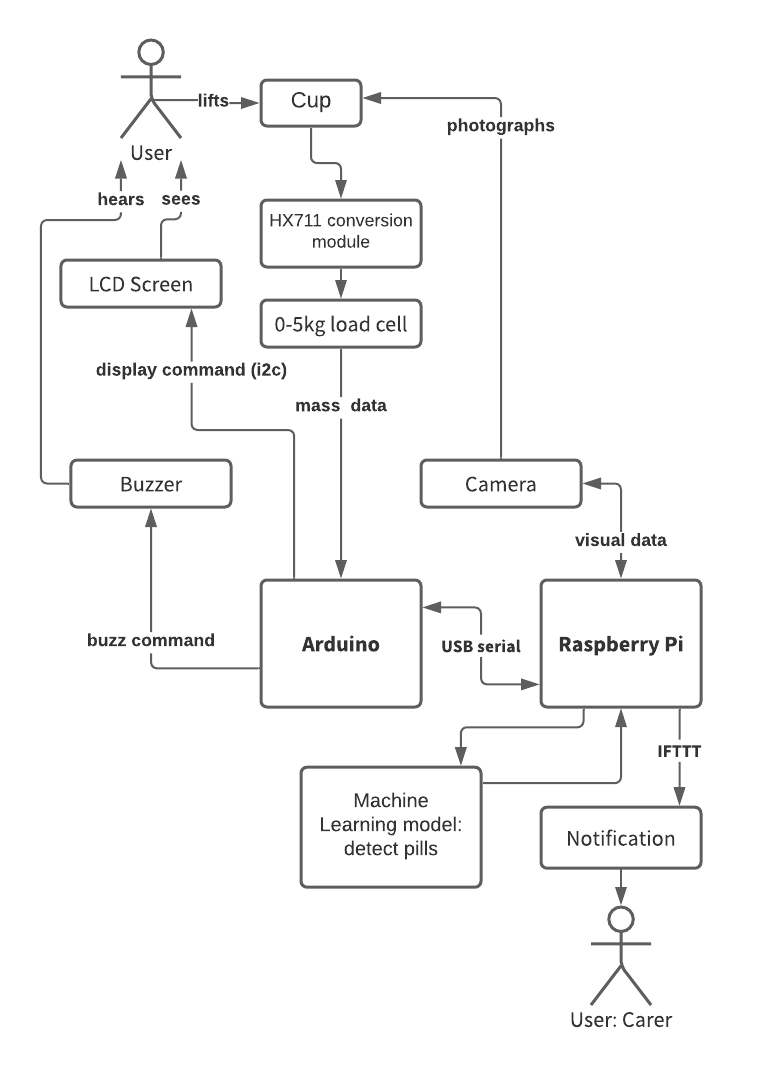 lifts
Cup
photographs
User
hears
sees
HX711 conversion
module
LCD Screen
0-5kg load cell
display command (i2c)
mass data
Buzzer
Camera
visual data
buzz command
Arduino
USB serial
Raspberry Pi
IFTTT
Machine
Learning model:
detect pills
Notification
User: Carer